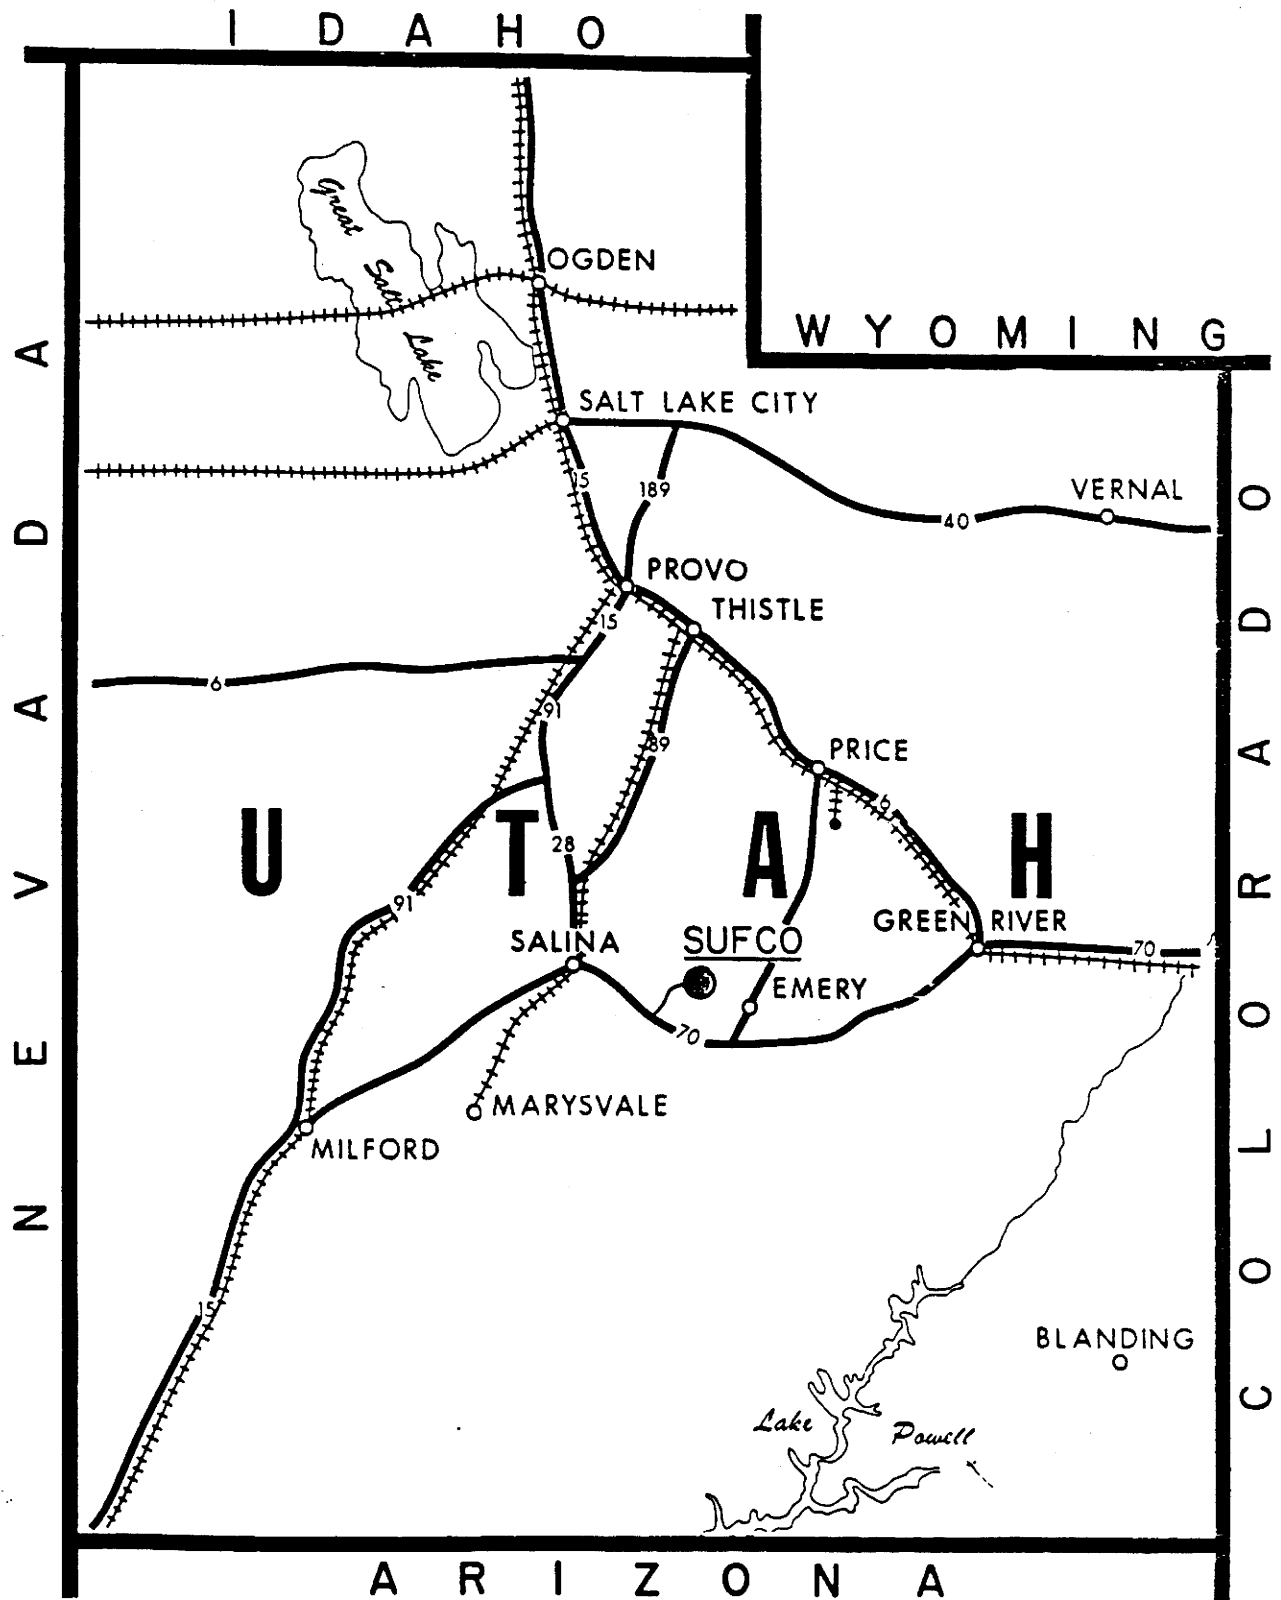 IDAHO
Great
Salt
Lake
OGDEN
WYOMING
SALT LAKE CITY
15
189
VERNAL
40
PROVO
THISTLE
15
6
91
89
PRICE
6
UTAH
28
91
GREEN RIVER
SALINA
SUFCO
70
EMERY
70
MARYSVALE
MILFORD
15
BLANDING
Lake
Powell
NEVADA
COLORADO
ARIZONA